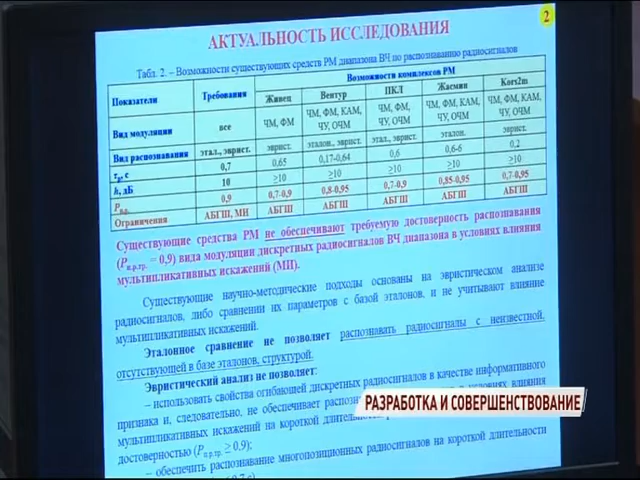 2
АКТУАЛЬНОСТЬ ИССЛЕДОВАНИЯ
Табл. 2. – Возможности существующих средств РМ диапазона ВЧ по распознаванию радиосигналов
Показатели Требования Возможности комплексов РМ
Живец Вентур ПКЛ Жасмин Kors2m
Вид модуляции все ЧМ, ФМ ЧМ, ФМ, КАМ, ЧУ, ОЧМ ЧМ, ФМ, ЧУ, ОЧМ ЧМ, ФМ, КАМ, ЧУ, ОЧМ ЧМ, ФМ, КАМ, ЧУ, ОЧМ
Вид распознавания этал., эврист. эврист. эталон., эврист. этал., эврист. эталон. эврист.
, с 0,7 0,65 0,17-0,64 0,6 0,6-6 0,2
h, дБ 10 ≥10 ≥10 ≥10 ≥10 ≥10
0,9 0,7-0,9 0,8-0,95 0,7-0,9 0,85-0,95 0,7-0,95
Ограничения АБГШ, МИ АБГШ АБГШ АБГШ АБГШ АБГШ
Существующие средства РМ не обеспечивают требуемую достоверность распознавания
(Рп.р.тр. = 0,9) вида модуляции дискретных радиосигналов ВЧ диапазона в условиях влияния
мультипликативных искажений (МИ).
Существующие научно-методические подходы основаны на эвристическом анализе
радиосигналов, либо сравнении их параметров с базой эталонов, и не учитывают влияние
мультипликативных искажений.
Эталонное сравнение не позволяет распознавать радиосигналы с неизвестной,
отсутствующей в базе эталонов, структурой.
Эвристический анализ не позволяет:
– использовать свойства огибающей дискретных радиосигналов в качестве информативного
признака и, следовательно, не обеспечивает условиях влияния
мультипликативных искажений на короткой
достоверностью (Рп.р.тр. ≥ 0.9);
– обеспечить распознавание многопозиционных радиосигналов на короткой длительности
РАЗРАБОТКА И СОВЕРШЕНСТВОВАНИЕ